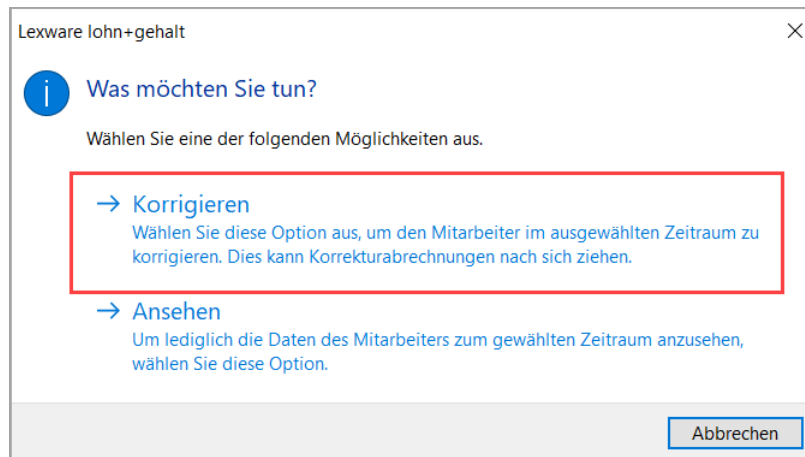 Lexware lohn+gehalt
Was möchten Sie tun?
Wählen Sie eine der folgenden Möglichkeiten aus.
Korrigieren
Wählen Sie diese Option aus, um den Mitarbeiter im ausgewählten Zeitraum zu
korrigieren. Dies kann Korrekturabrechnungen nach sich ziehen.
Ansehen
Um lediglich die Daten des Mitarbeiters zum gewählten Zeitraum anzusehen,
wählen Sie diese Option.
Abbrechen